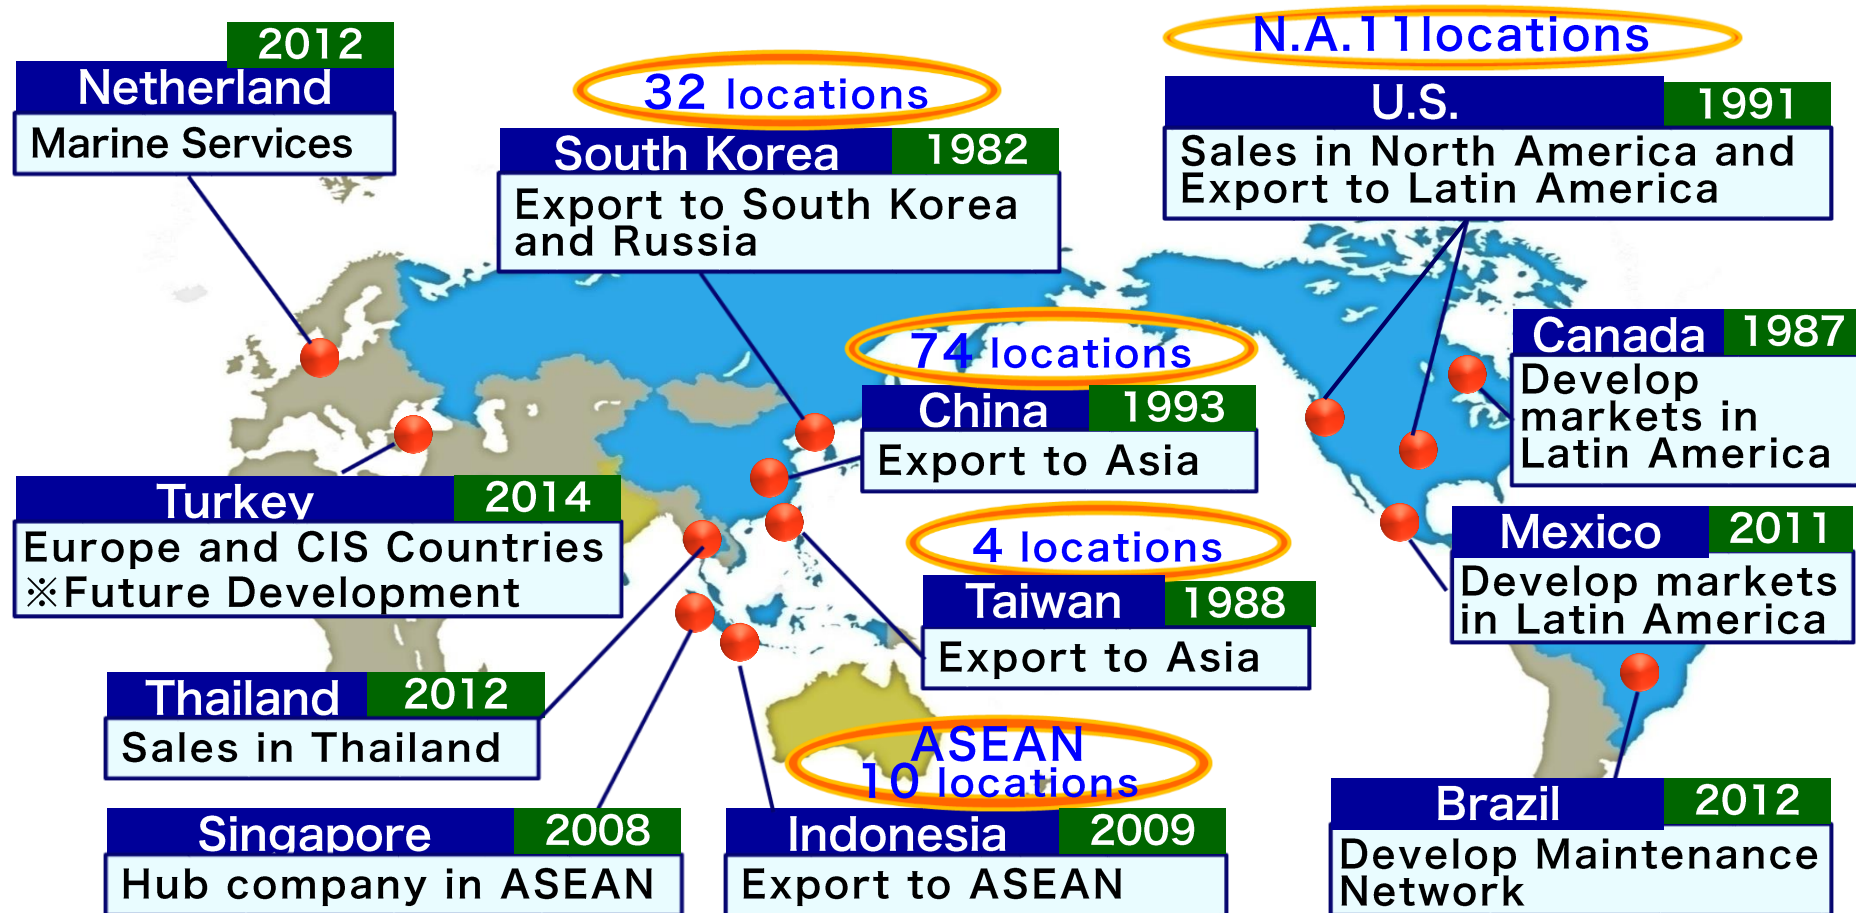 2012
Netherland
Marine Services
32 locations
South Korea
1982
Export to South Korea
and Russia
N.A.11locations
U.S.
1991
Sales in North America and
Export to Latin America
74 locations
China
1993
Export to Asia
Canada
1987
Develop
markets in
Latin America
Turkey
2014
Europe and CIS Countries
※Future Development
4 locations
Taiwan
1988
Export to Asia
Mexico
2011
Develop markets
in Latin America
Thailand
2012
Sales in Thailand
ASEAN
10 locations
Singapore
2008
Hub company in ASEAN
Indonesia
2009
Export to ASEAN
Brazil
2012
Develop Maintenance
Network